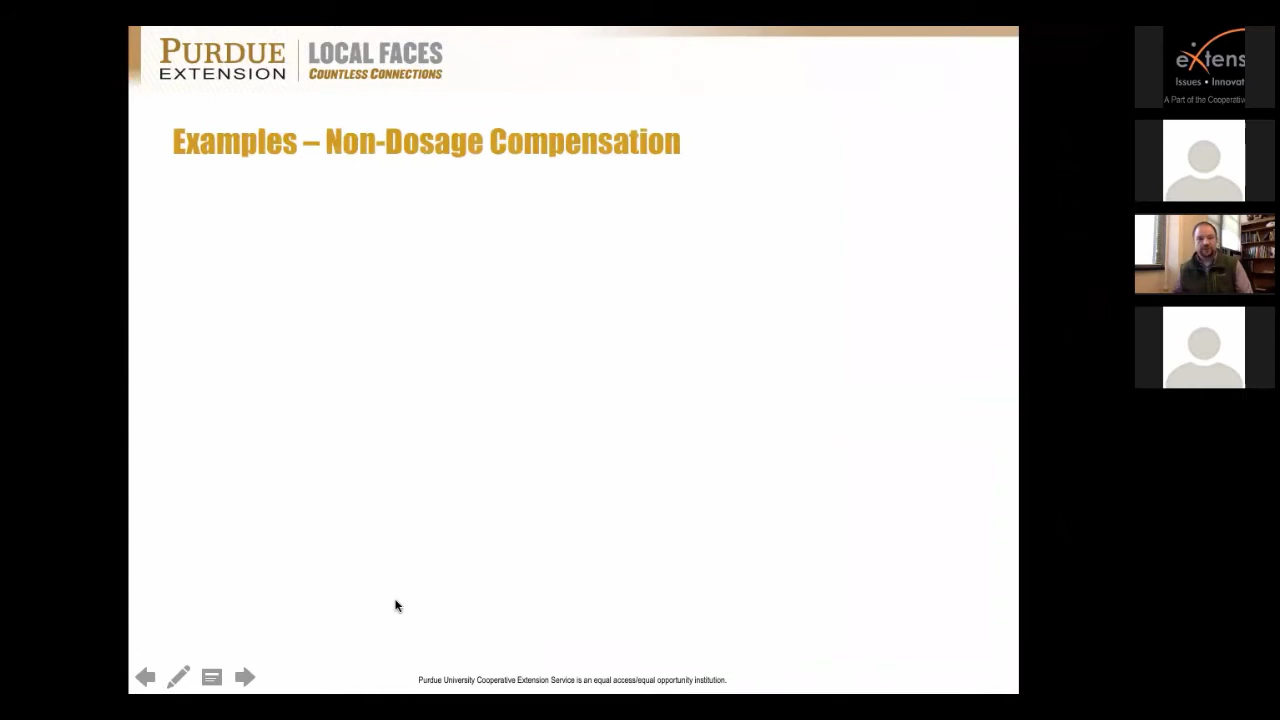 PURDUE
EXTENSION
LOCAL FACES
COUNTLESS CONNECTIONS
Examples – Non-Dosage Compensation
Purdue University Cooperative Extension Service is an equal access/equal opportunity institution.
eXtens
Issues • Innovat
A Part of the Cooperativ